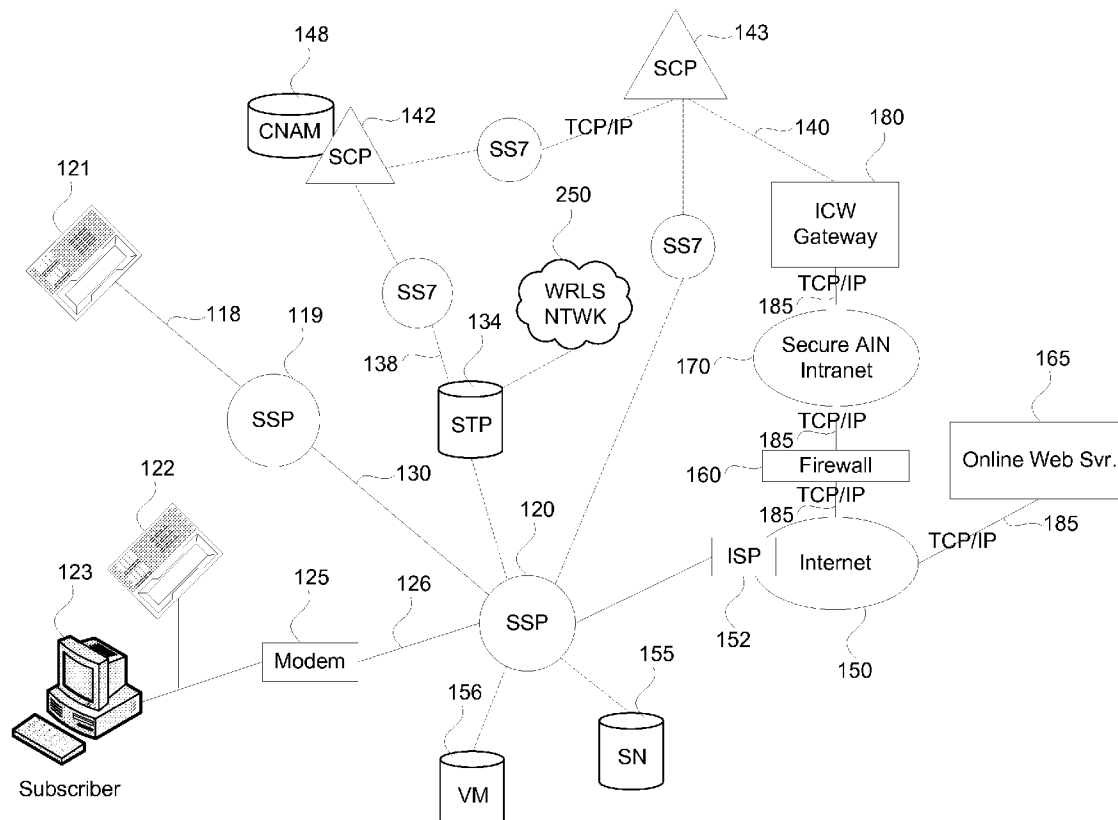 143
148
SCP
142
140
180
CNAM
TCP/IP
SS7
SCP
121
250
ICW
Gateway
SS7
SS7
WRLS
NTWK
TCP/IP
185
118
119
134
138
Secure AIN
Intranet
170
165
SSP
STP
TCP/IP
185
Firewall
160
Online Web Svr.
130
122
TCP/IP
185
120
185
TCP/IP
ISP
Internet
123
125
126
SSP
152
150
Modem
155
156
SN
Subscriber
VM